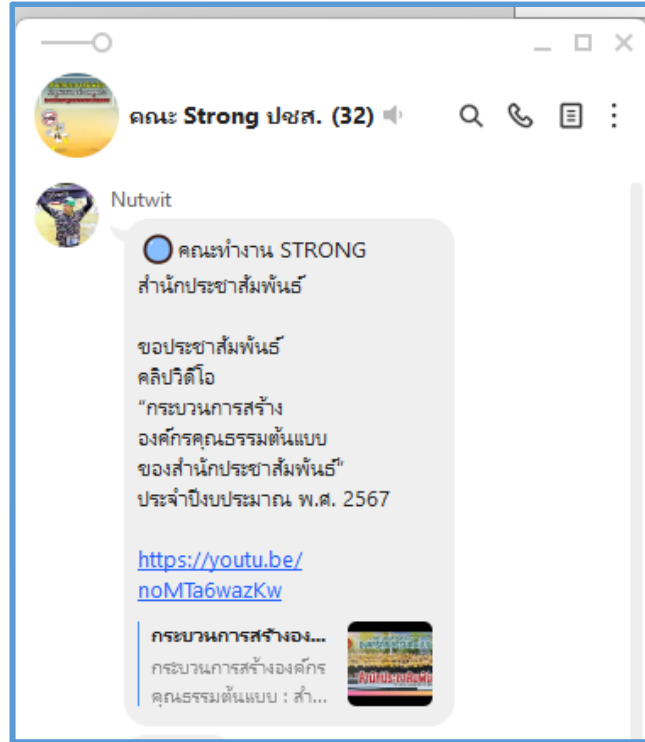 คณะ Strong ปชส. (32)
Nutwit
คณะทำงาน STRONG
สำนักประชาสัมพันธ์
ขอประชาสัมพันธ์
คลิปวิดีโอ
“กระบวนการสร้าง
องค์กรคุณธรรมต้นแบบ
ของสำนักประชาสัมพันธ์”
ประจำปีงบประมาณ พ.ศ. 2567
https://youtu.be/
noMTa6wazKw
กระบวนการสร้างอง...
กระบวนการสร้างองค์กร
คุณธรรมต้นแบบ : สำ...